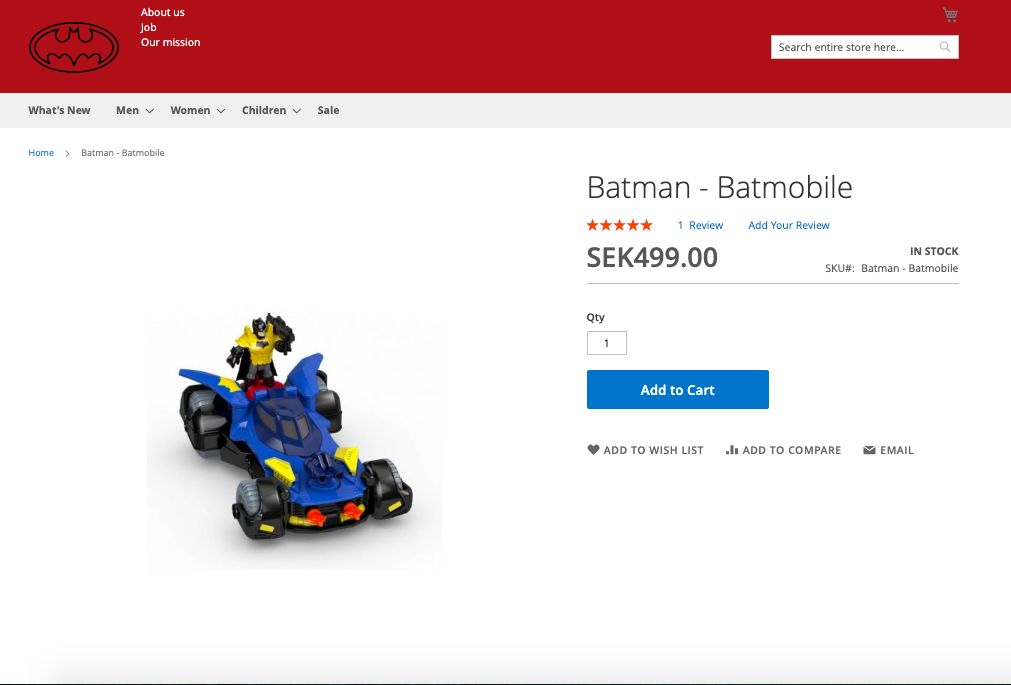 About us
Job
Our mission
Search entire store here...
What's New Men Women Children Sale
Home > Batman - Batmobile
Batman - Batmobile
1 Review Add Your Review
SEK499.00
IN STOCK
SKU#: Batman - Batmobile
Qty
1
Add to Cart
ADD TO WISH LIST ADD TO COMPARE EMAIL